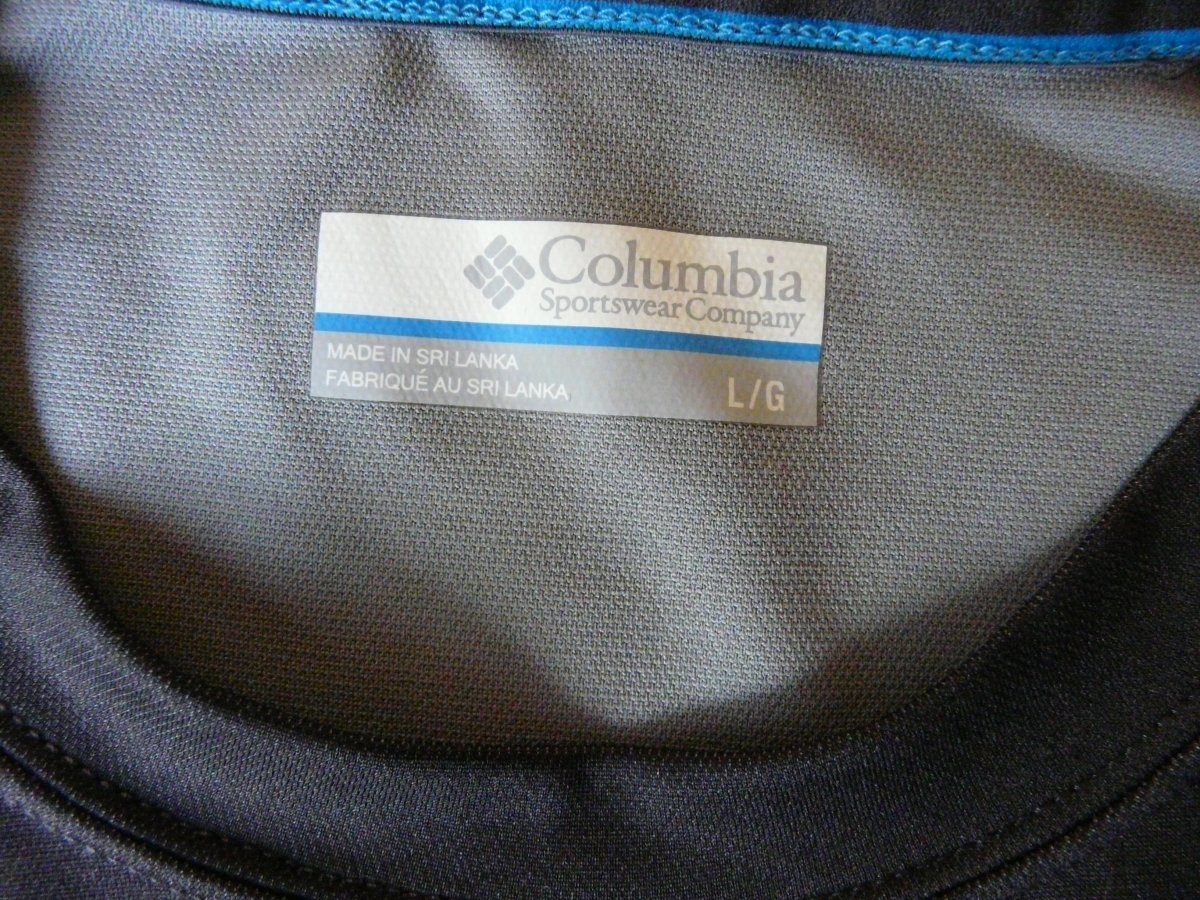 Columbia
Sportswear Company
MADE IN SRI LANKA
FABRIQUÉ AU SRI LANKA
L/G